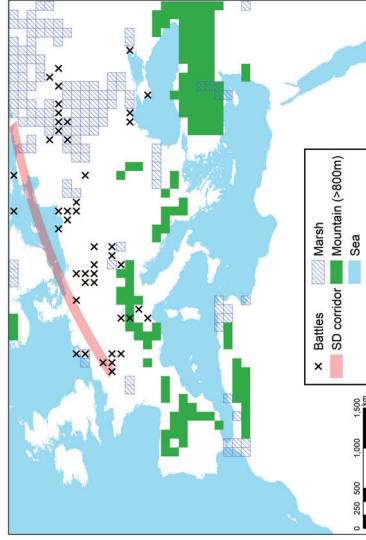 Battles
SD corridor
Marsh
Mountain (>800m)
Sea
0 250 500 1,000 1,500
km